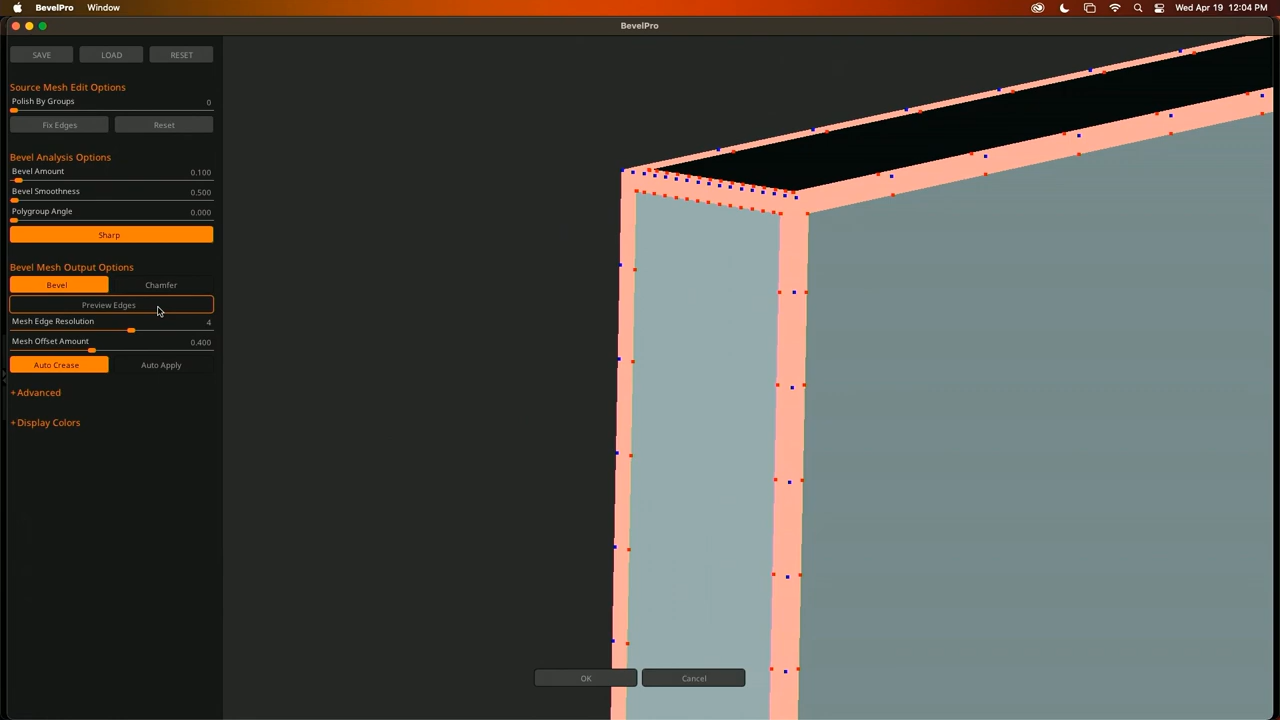 BevelPro Window Wed Apr 19 12:04 PM
BevelPro
SAVE LOAD RESET
Source Mesh Edit Options
Polish By Groups 0
Fix Edges Reset
Bevel Analysis Options
Bevel Amount 0.100
Bevel Smoothness 0.500
Polygroup Angle 0.000
Sharp
Bevel Mesh Output Options
Bevel Chamfer
Preview Edges
Mesh Edge Resolution 4
Mesh Offset Amount 0.400
Auto Crease Auto Apply
+Advanced
+Display Colors
OK Cancel